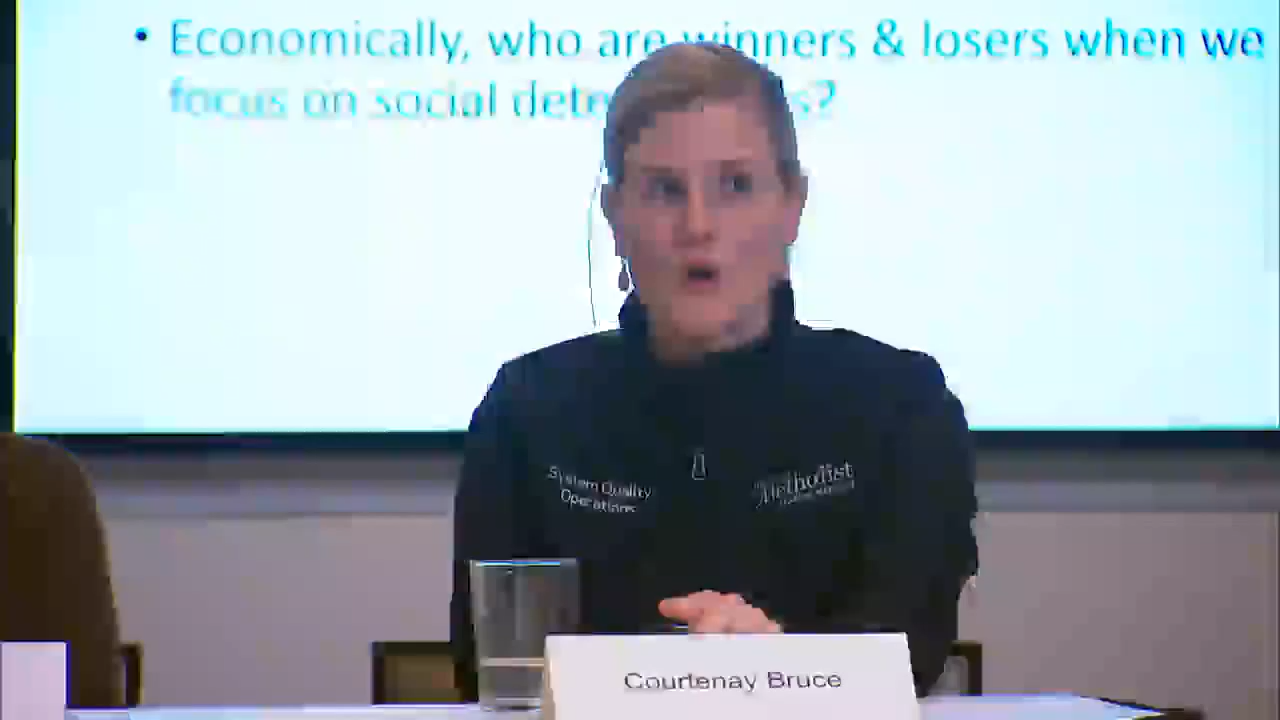 • Economically, who are winners & losers when we
focus on social dete s?
System Quality
Operations
Methodist
Courtenay Bruce